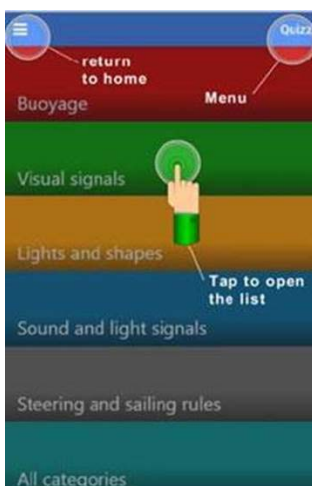 Quizz
return
to home
Menu
Buoyage
Visual signals
Lights and shapes
Tap to open
the list
Sound and light signals
Steering and sailing rules
All categories